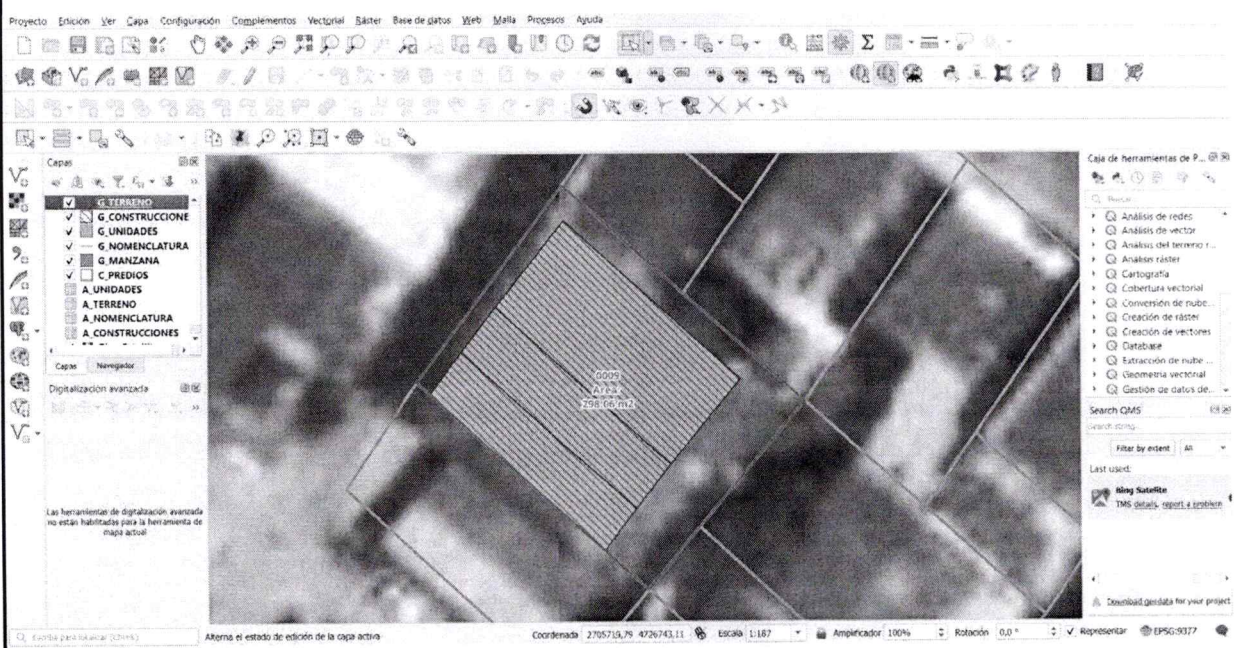 Proyecto Edición Ver Capa Configuración Complementos Vectorial Ráster Base de datos Web Malla Procesos Ayuda
Capas
G_TERRENO
G_CONSTRUCCIONE
G_UNIDADES
G_NOMENCLATURA
G_MANZANA
C_PREDIOS
A_UNIDADES
A_TERRENO
A_NOMENCLATURA
A_CONSTRUCCIONES
Capas Navegador
Digitalización avanzada
Las herramientas de digitalización avanzada
no están habilitadas para la herramienta de
mapa actual
0009
Area:
298.06 m2
Caja de herramientas de P...
Buscar...
Análisis de redes
Análisis de vector
Análisis del terreno r...
Análisis ráster
Cartografía
Cobertura vectorial
Conversión de nube...
Creación de ráster
Creación de vectores
Database
Extracción de nube ...
Geometría vectorial
Gestión de datos de...
Search QMS
Search string...
Filter by extent All
Last used:
Bing Satellite
TMS details, report a problem
Download geodata for your project
Alterna el estado de edición de la capa activa
Coordenada 2705719,79 4726743,11 Escala 1:187 Amplificador 100% Rotación 0,0 ° Representar EPSG:9377